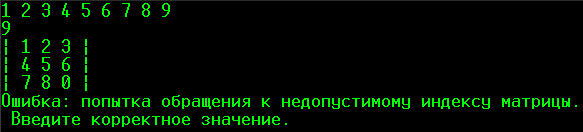 1 2 3 4 5 6 7 8 9
9
| 1 2 3 |
| 4 5 6 |
| 7 8 0 |
Ошибка: попытка обращения к недопустимому индексу матрицы.
Введите корректное значение.